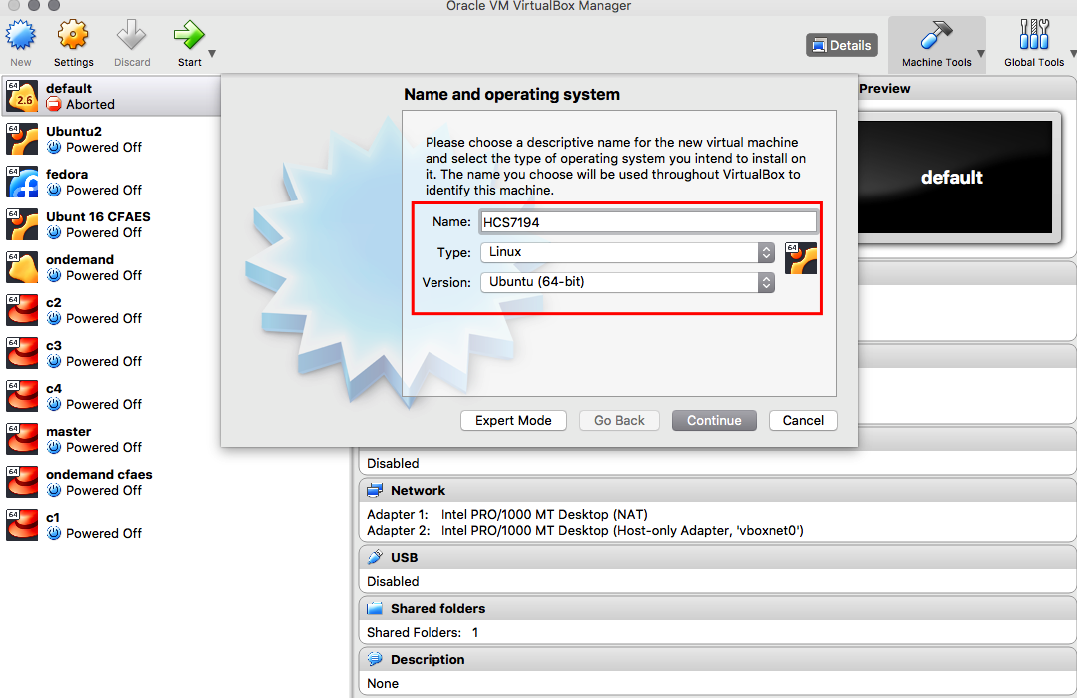 Oracle VM VirtualBox Manager
New
Settings
Discard
Start
Details
Machine Tools
Global Tools
64
2.6
default
Aborted
64
Ubuntu2
Powered Off
64
fedora
Powered Off
64
Ubunt 16 CFAES
Powered Off
64
ondemand
Powered Off
64
c2
Powered Off
64
c3
Powered Off
64
c4
Powered Off
64
master
Powered Off
64
ondemand cfaes
Powered Off
64
c1
Powered Off
Name and operating system
Please choose a descriptive name for the new virtual machine
and select the type of operating system you intend to install on
it. The name you choose will be used throughout VirtualBox to
identify this machine.
Name: HCS7194
Type: Linux
64
Version: Ubuntu (64-bit)
Expert Mode
Go Back
Continue
Cancel
Preview
default
Disabled
Network
Adapter 1: Intel PRO/1000 MT Desktop (NAT)
Adapter 2: Intel PRO/1000 MT Desktop (Host-only Adapter, 'vboxnet0')
USB
Disabled
Shared folders
Shared Folders: 1
Description
None